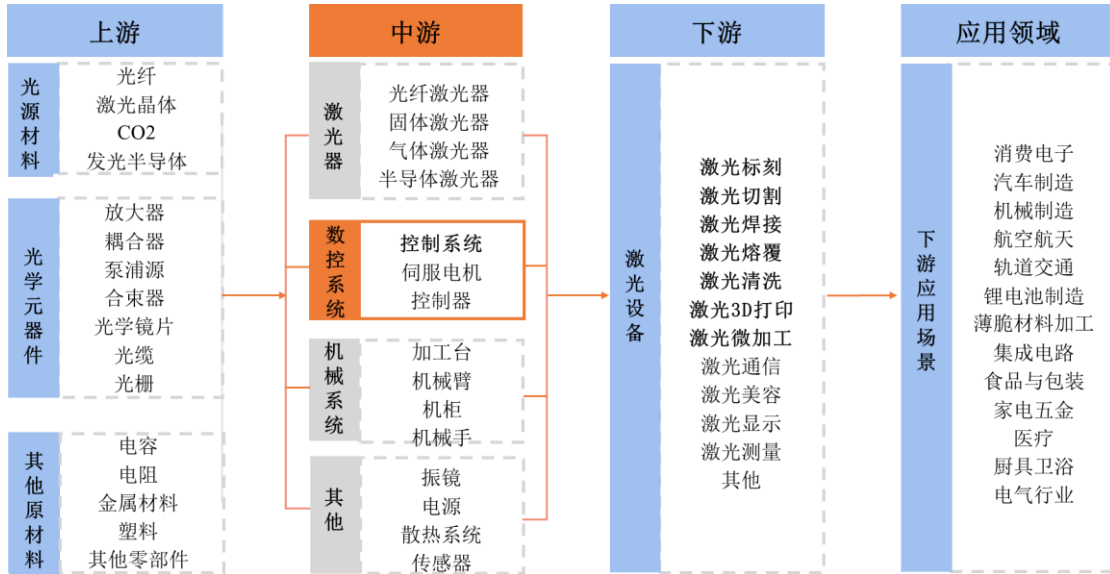 上游
光源材料
光纤
激光晶体
CO2
发光半导体
光学元器件
放大器
耦合器
泵浦源
合束器
光学镜片
光缆
光栅
其他原材料
电容
电阻
金属材料
塑料
其他零部件
中游
激光器
光纤激光器
固体激光器
气体激光器
半导体激光器
数控系统
控制系统
伺服电机
控制器
机械系统
加工台
机械臂
机柜
机械手
其他
振镜
电源
散热系统
传感器
下游
激光设备
激光标刻
激光切割
激光焊接
激光熔覆
激光清洗
激光3D打印
激光微加工
激光通信
激光美容
激光显示
激光测量
其他
应用领域
下游应用场景
消费电子
汽车制造
机械制造
航空航天
轨道交通
锂电池制造
薄脆材料加工
集成电路
食品与包装
家电五金
医疗
厨具卫浴
电气行业